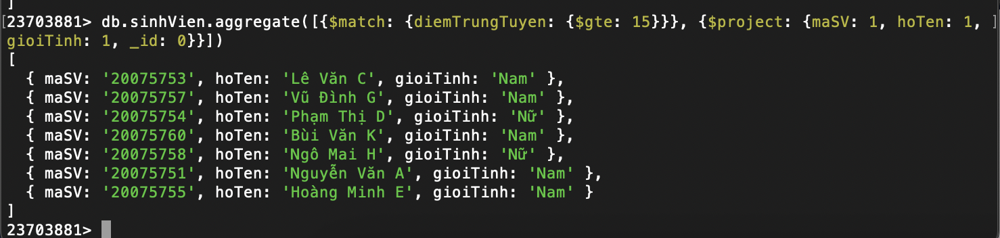 ]
[23703881> db.sinhVien.aggregate([{$match: {diemTrungTuyen: {$gte: 15}}}, {$project: {maSV: 1, hoTen: 1, ]
gioiTinh: 1, _id: 0}}])
[
  { maSV: '20075753', hoTen: 'Lê Văn C', gioiTinh: 'Nam' },
  { maSV: '20075757', hoTen: 'Vũ Đình G', gioiTinh: 'Nam' },
  { maSV: '20075754', hoTen: 'Phạm Thị D', gioiTinh: 'Nữ' },
  { maSV: '20075760', hoTen: 'Bùi Văn K', gioiTinh: 'Nam' },
  { maSV: '20075758', hoTen: 'Ngô Mai H', gioiTinh: 'Nữ' },
  { maSV: '20075751', hoTen: 'Nguyễn Văn A', gioiTinh: 'Nam' },
  { maSV: '20075755', hoTen: 'Hoàng Minh E', gioiTinh: 'Nam' }
]
23703881>